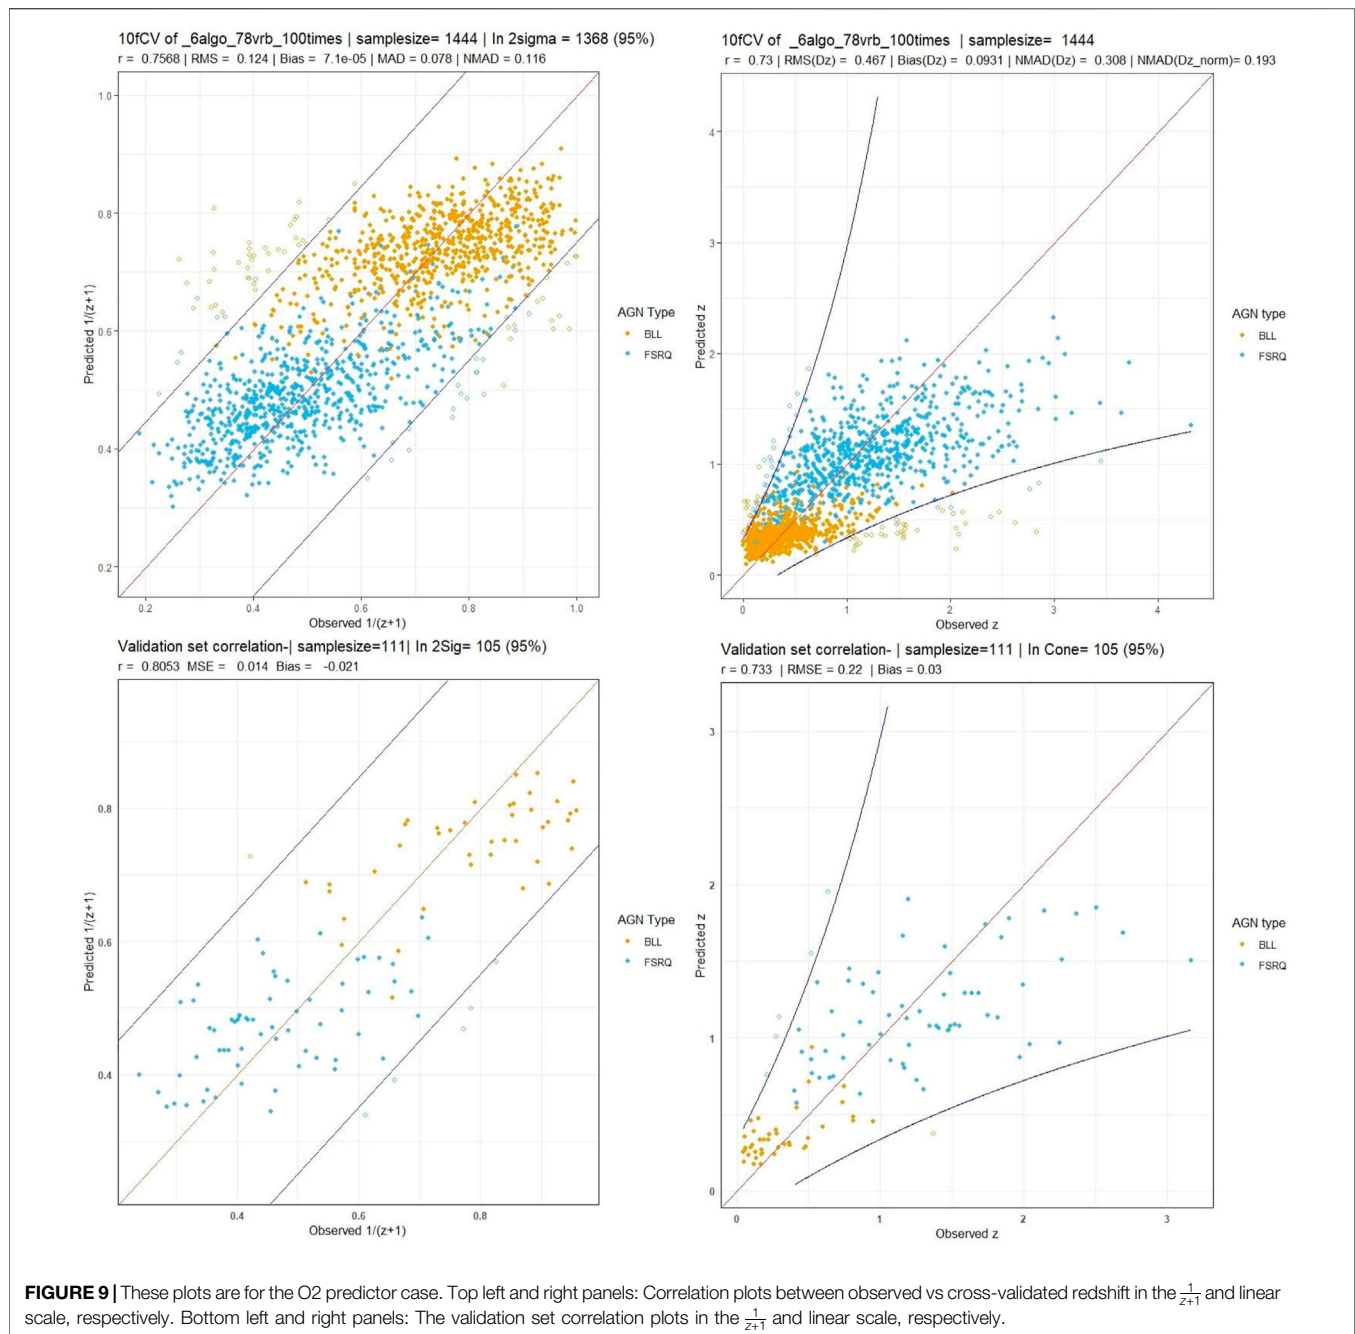 10fCV of _6algo_78vrb_100times | samplesize= 1444 | In 2sigma = 1368 (95%)
r = 0.7568 | RMS = 0.124 | Bias = 7.1e-05 | MAD = 0.078 | NMAD = 0.116
1.0
0.8
0.6
0.4
0.2
Predicted 1/(z+1)
0.2 0.4 0.6 0.8 1.0
Observed 1/(z+1)
AGN Type
BLL
FSRQ
10fCV of _6algo_78vrb_100times | samplesize= 1444
r = 0.73 | RMS(Dz) = 0.467 | Bias(Dz) = 0.0931 | NMAD(Dz) = 0.308 | NMAD(Dz_norm)= 0.193
4
3
2
1
0
Predicted z
0 1 2 3 4
Observed z
AGN type
BLL
FSRQ
Validation set correlation-| samplesize=111| In 2Sig= 105 (95%)
r = 0.8053 MSE = 0.014 Bias = -0.021
0.8
0.6
0.4
Predicted 1/(z+1)
0.4 0.6 0.8
Observed 1/(z+1)
AGN Type
BLL
FSRQ
Validation set correlation- | samplesize=111 | In Cone= 105 (95%)
r = 0.733 | RMSE = 0.22 | Bias = 0.03
3
2
1
0
Predicted z
0 1 2 3
Observed z
AGN type
BLL
FSRQ
FIGURE 9 | These plots are for the O2 predictor case. Top left and right panels: Correlation plots between observed vs cross-validated redshift in the 1/(z+1) and linear
scale, respectively. Bottom left and right panels: The validation set correlation plots in the 1/(z+1) and linear scale, respectively.